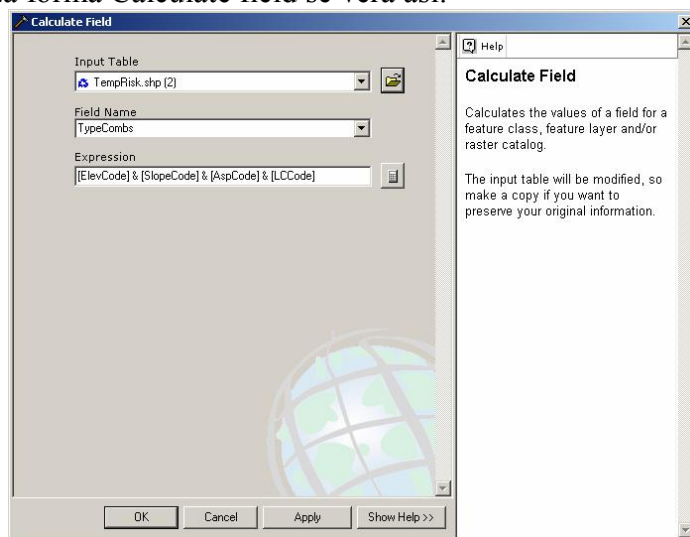 La forma Calculate field se verá así:
Calculate Field
Input Table
TempRisk.shp (2)
Field Name
TypeCombs
Expression
[ElevCode] & [SlopeCode] & [AspCode] & [LCCode]
OK
Cancel
Apply
Show Help >>
Help
Calculate Field
Calculates the values of a field for a
feature class, feature layer and/or
raster catalog.
The input table will be modified, so
make a copy if you want to
preserve your original information.